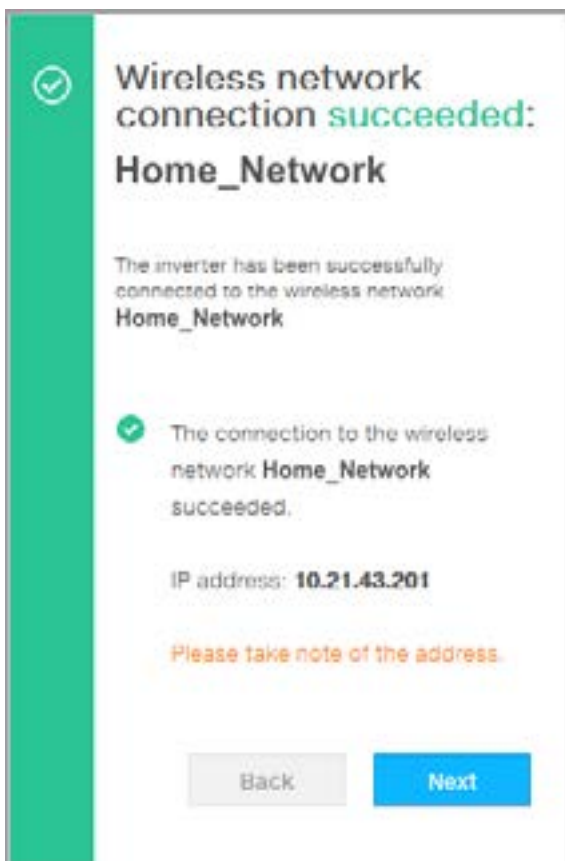 Wireless network
connection succeeded:
Home_Network
The inverter has been successfully
connected to the wireless network
Home_Network
The connection to the wireless
network Home_Network
succeeded.
IP address: 10.21.43.201
Please take note of the address.
Back
Next